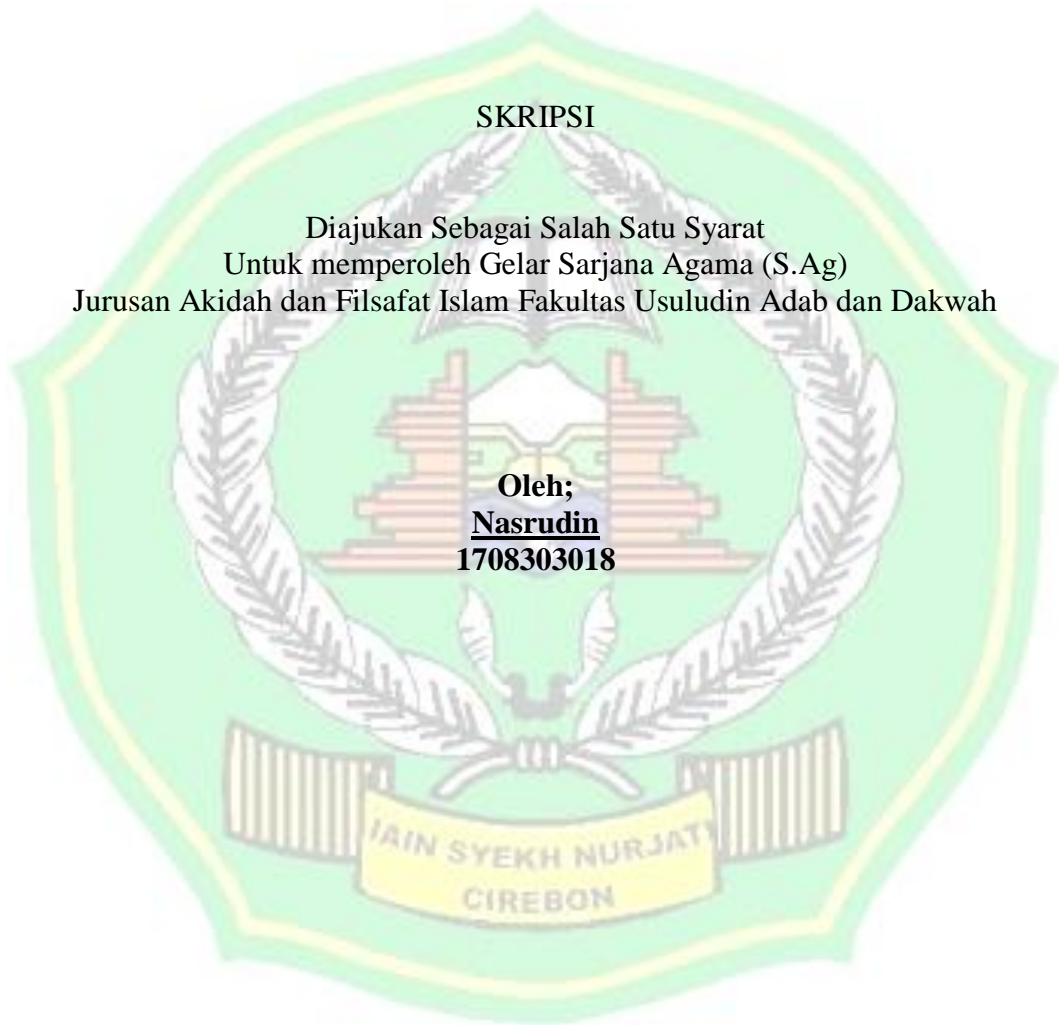 SKRIPSI
Diajukan Sebagai Salah Satu Syarat
Untuk memperoleh Gelar Sarjana Agama (S.Ag)
Jurusan Akidah dan Filsafat Islam Fakultas Usuludin Adab dan Dakwah
Oleh;
Nasrudin
1708303018
IAIN SYEKH NURJATI
CIREBON